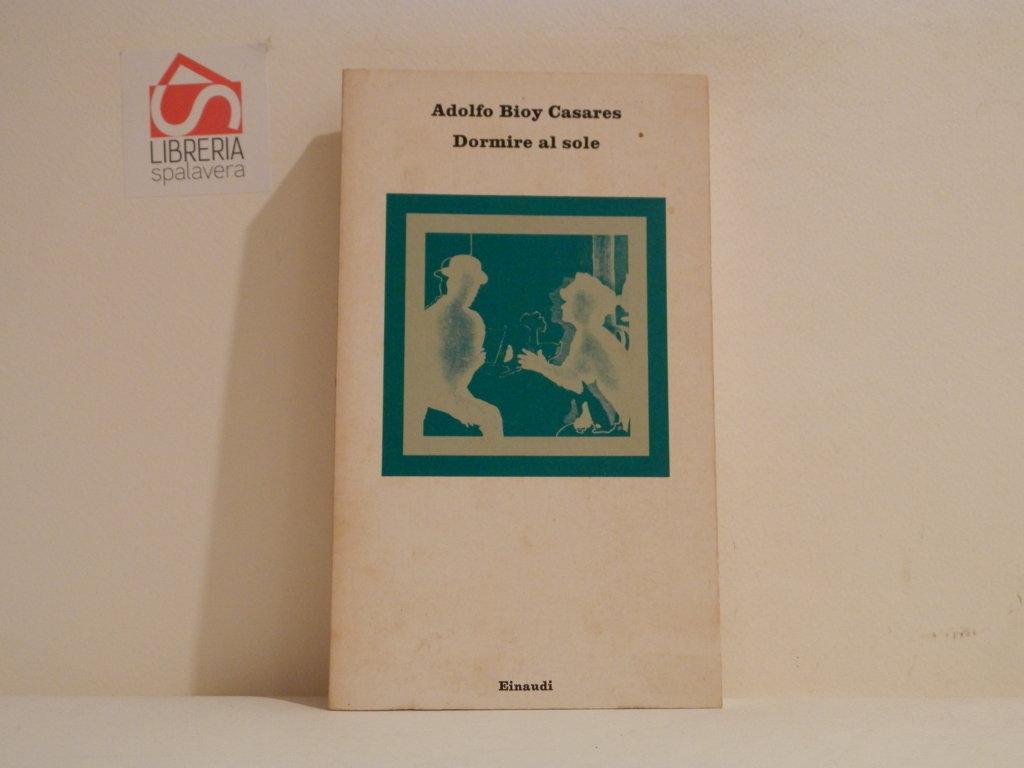 LIBRERIA
spalavera
Adolfo Bioy Casares
Dormire al sole
Einaudi